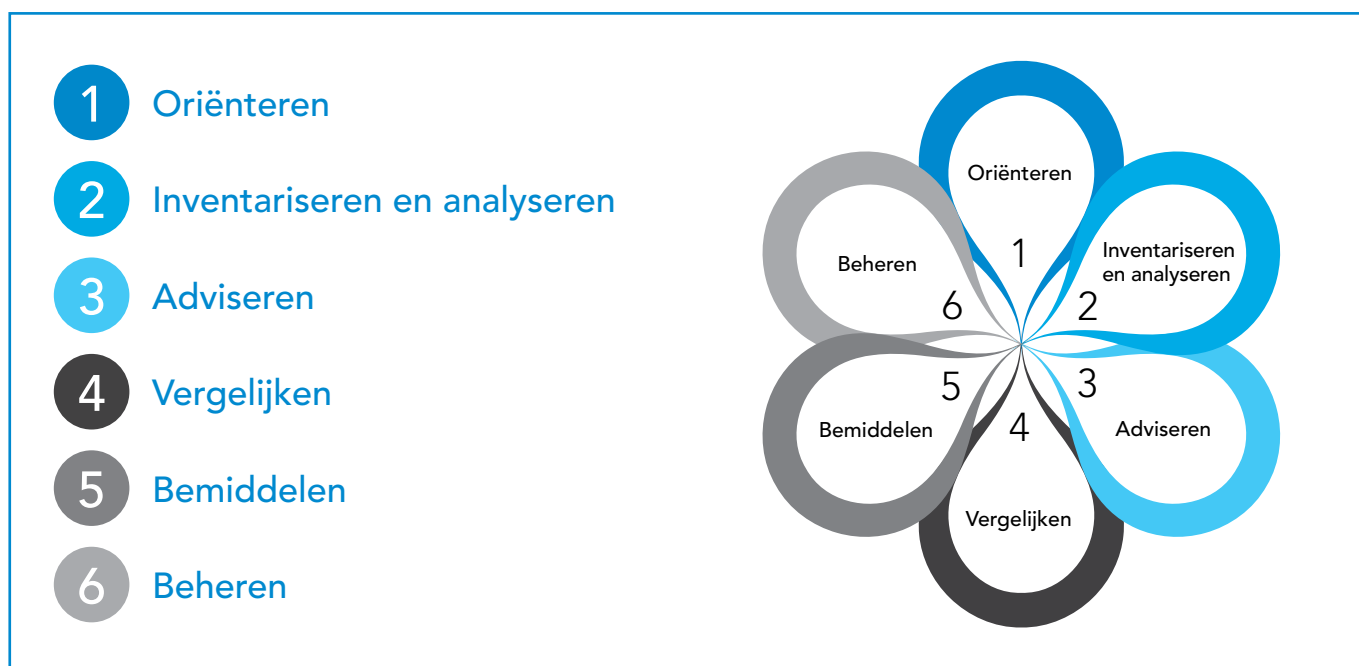 1 Oriënteren
2 Inventariseren en analyseren
3 Adviseren
4 Vergelijken
5 Bemiddelen
6 Beheren
Oriënteren
1
Inventariseren
en analyseren
2
3
Adviseren
4
Vergelijken
5
Bemiddelen
Beheren
6